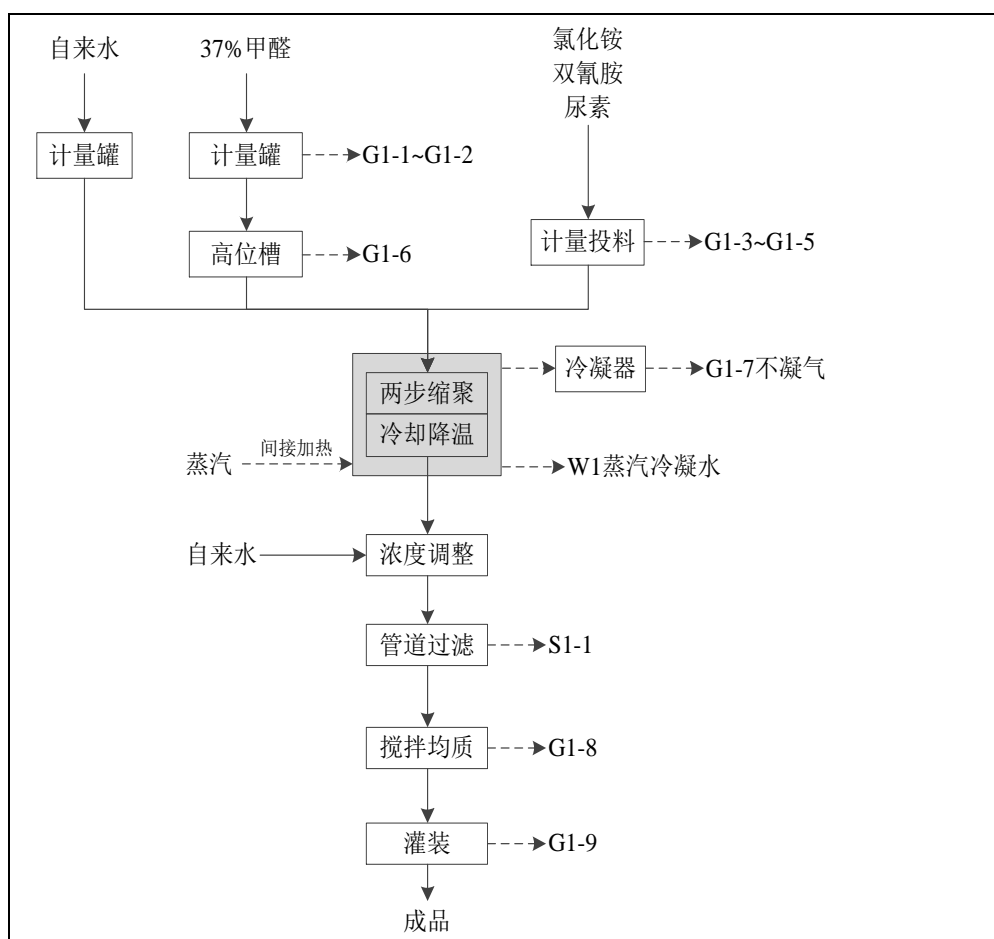 自来水
37%甲醛
氯化铵
双氰胺
尿素
计量罐
计量罐
G1-1~G1-2
高位槽
G1-6
计量投料
G1-3~G1-5
两步缩聚
冷却降温
冷凝器
G1-7不凝气
蒸汽
间接加热
W1蒸汽冷凝水
自来水
浓度调整
管道过滤
S1-1
搅拌均质
G1-8
灌装
G1-9
成品